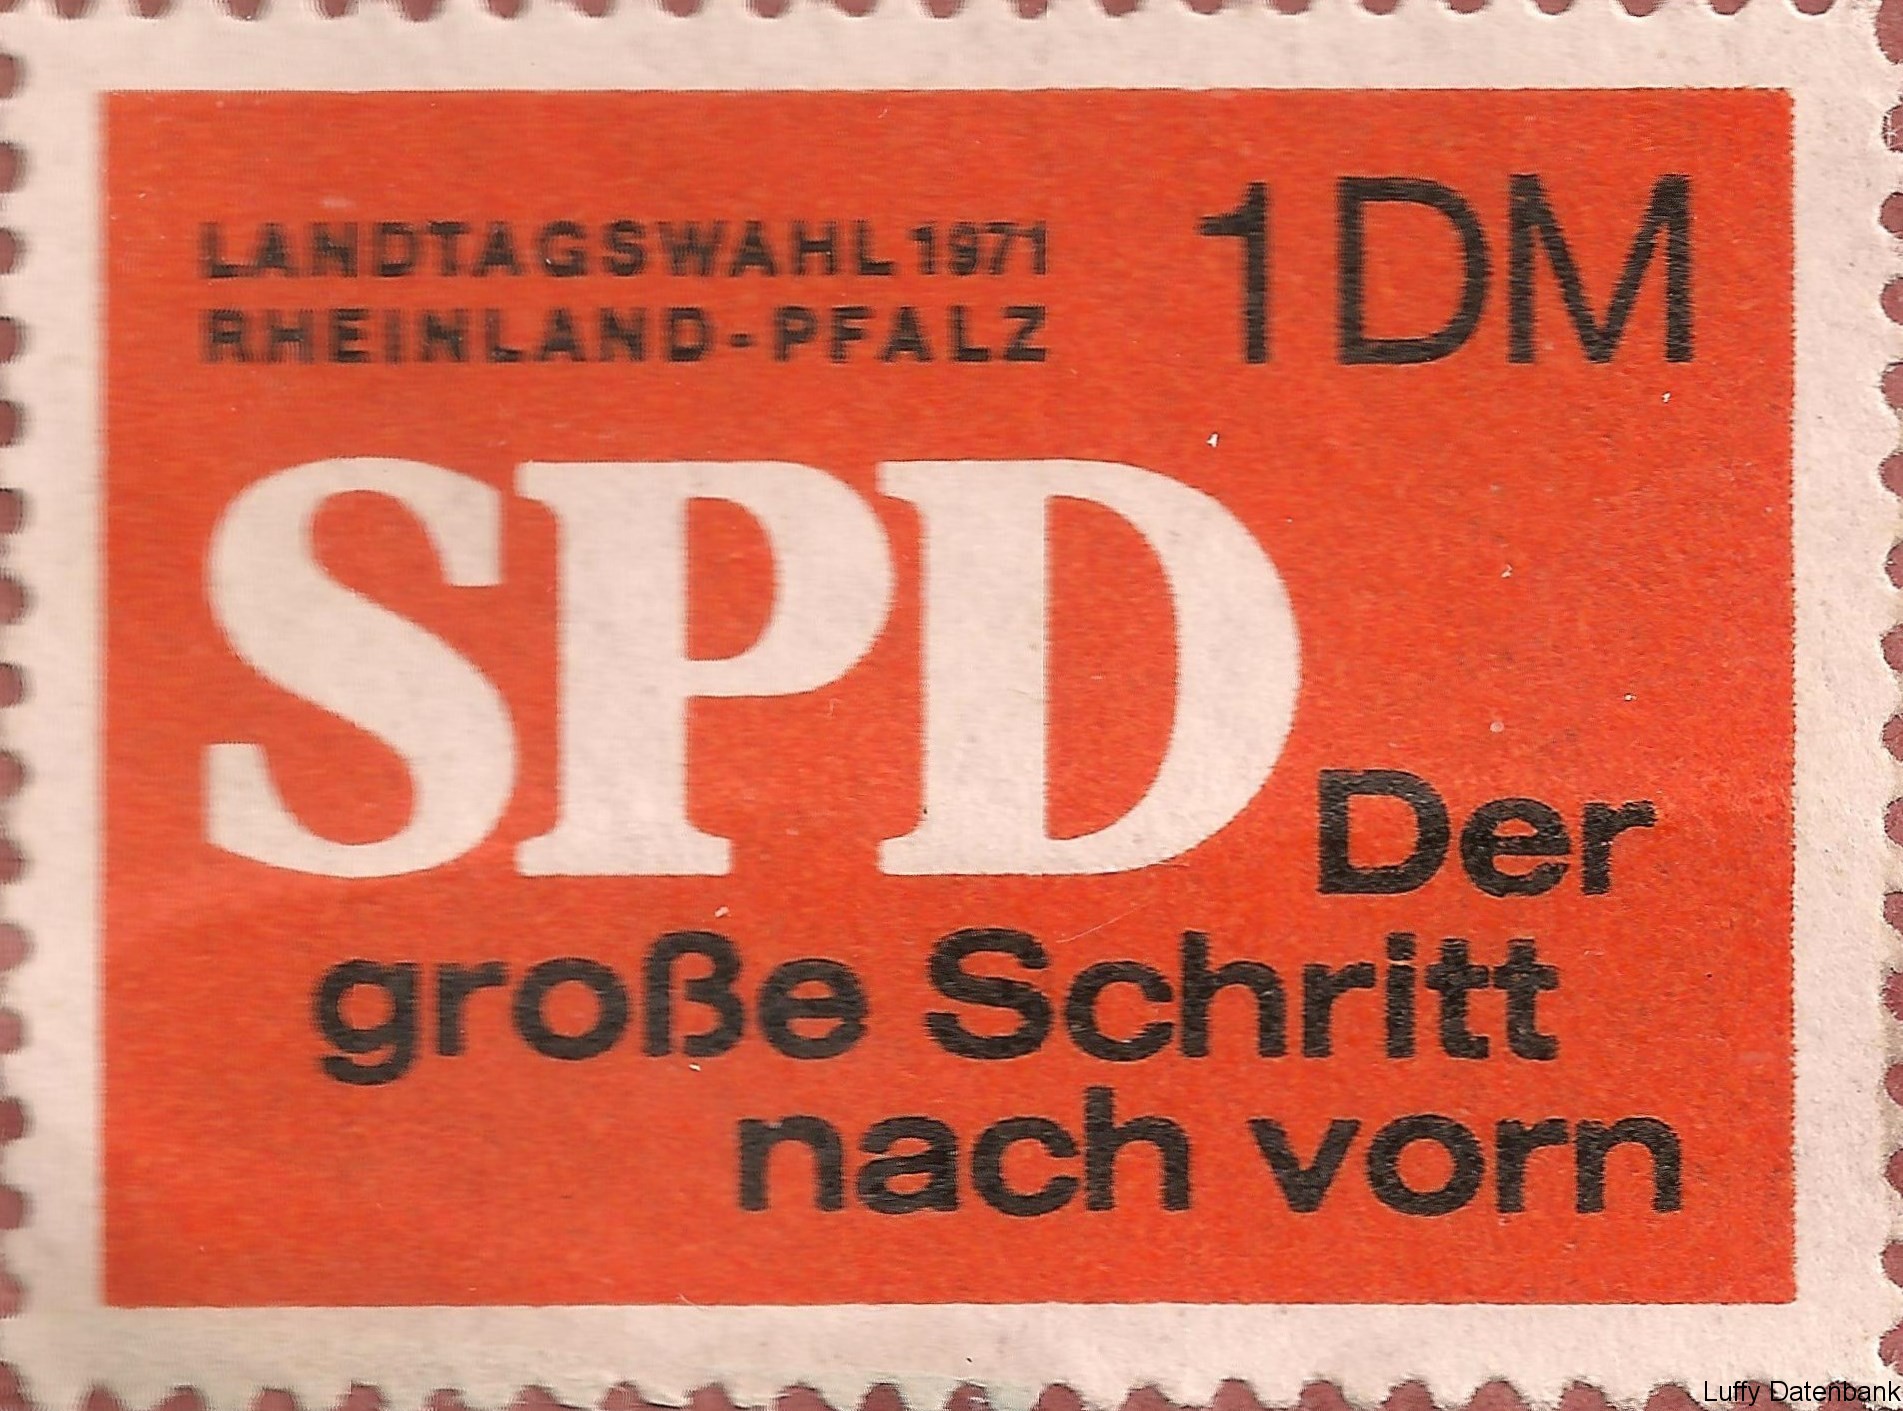 LANDTAGSWAHL 1971
RHEINLAND-PFALZ
1 DM
SPD
Der
große Schritt
nach vorn
Luffy Datenbank